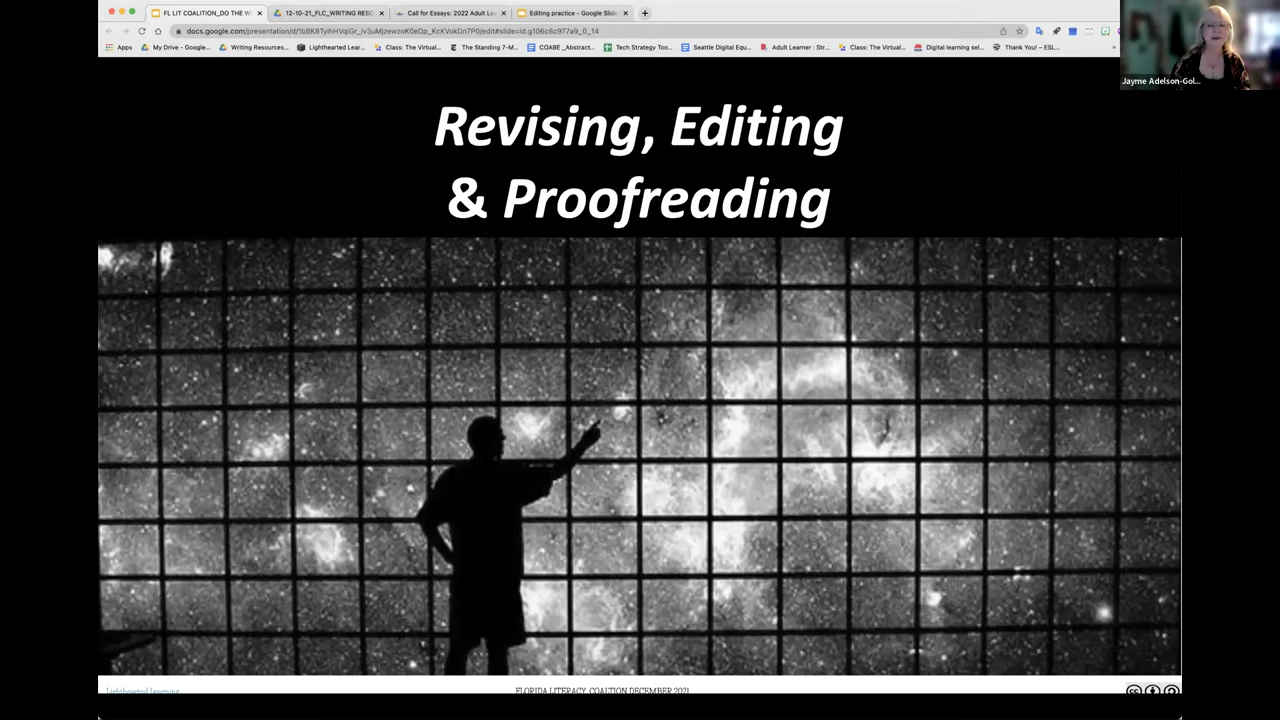 FL LIT COALITION_DO THE W
12-10-21_FLC_WRITING RESO
Call for Essays: 2022 Adult Le
Editing practice - Google Slide
docs.google.com/presentation/d/1bBK8TyihHVqiGr_iv3uMjzewzoK0eDp_KcKVokDn7P0/edit#slide=id.g106c8c977a9_0_14
Apps
My Drive - Google...
Writing Resources...
Lighthearted Lear...
Class: The Virtual...
The Standing 7-M...
COABE _Abstract...
Tech Strategy Too...
Seattle Digital Equ...
Adult Learner : Str...
Class: The Virtual...
Digital learning sel...
Thank You! – ESL...
»
Jayme Adelson-Gol...
Revising, Editing
& Proofreading
Lighthearted Learning
FLORIDA LITERACY COALTION DECEMBER 2021